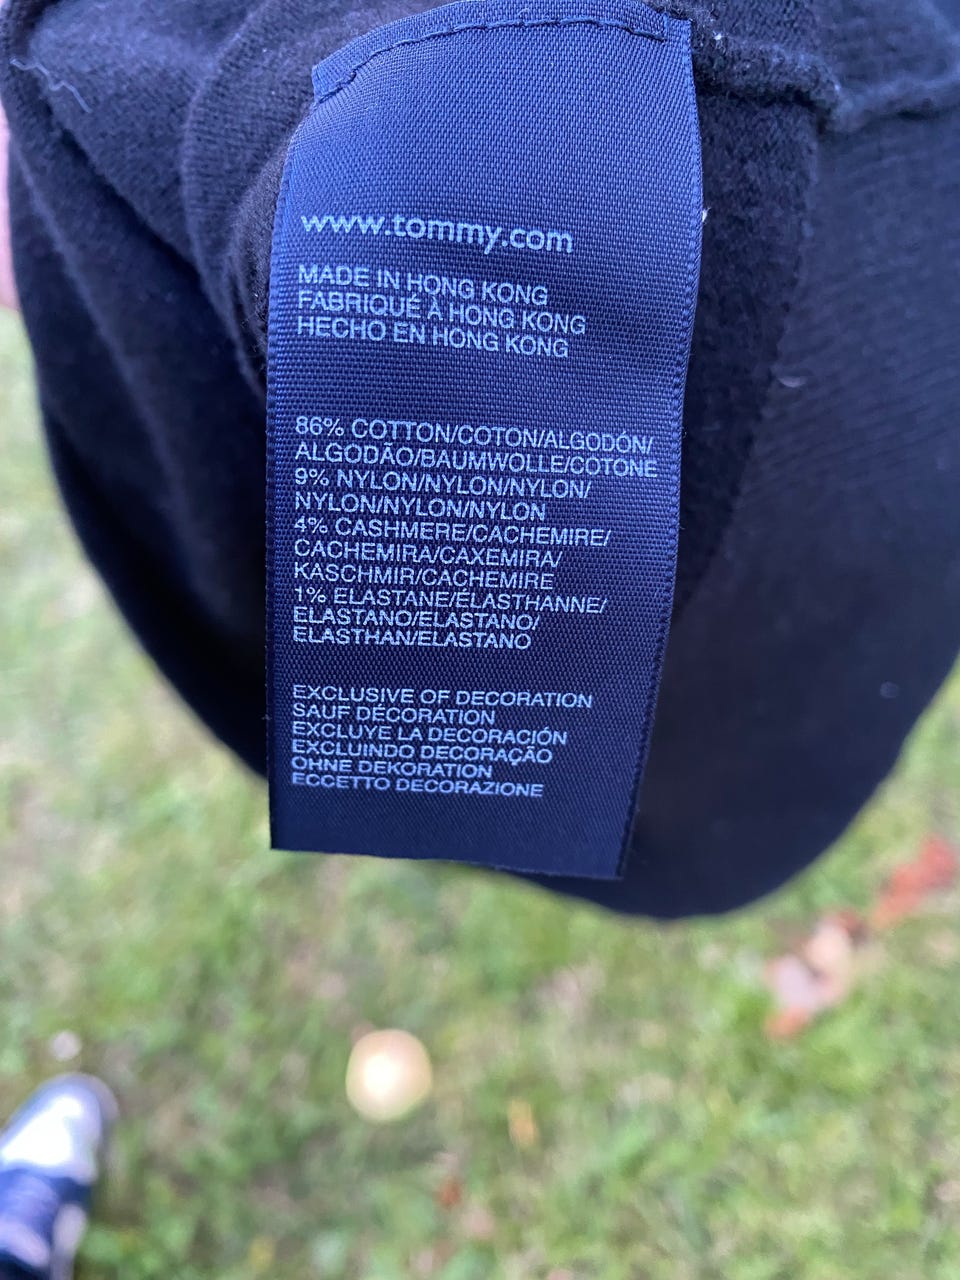 www.tommy.com
MADE IN HONG KONG
FABRIQUÉ À HONG KONG
HECHO EN HONG KONG
86% COTTON/COTON/ALGODÓN/
ALGODÃO/BAUMWOLLE/COTONE
9% NYLON/NYLON/NYLON/
NYLON/NYLON/NYLON
4% CASHMERE/CACHEMIRE/
CACHEMIRA/CAXEMIRA/
KASCHMIR/CACHEMIRE
1% ELASTANE/ÉLASTHANNE/
ELASTANO/ELASTANO/
ELASTHAN/ELASTANO
EXCLUSIVE OF DECORATION
SAUF DÉCORATION
EXCLUYE LA DECORACIÓN
EXCLUINDO DECORAÇÃO
OHNE DEKORATION
ECCETTO DECORAZIONE